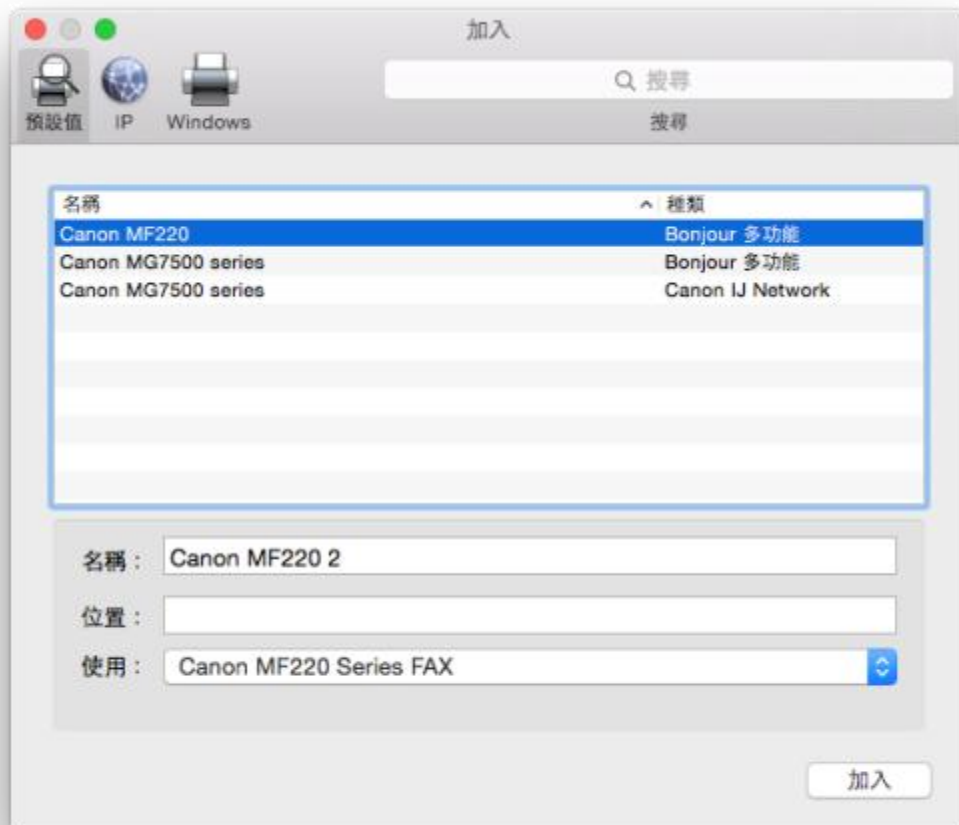 加入
搜尋
預設值 IP Windows 搜尋
名稱 種類
Canon MF220 Bonjour 多功能
Canon MG7500 series Bonjour 多功能
Canon MG7500 series Canon IJ Network
名稱： Canon MF220 2
位置：
使用： Canon MF220 Series FAX
加入